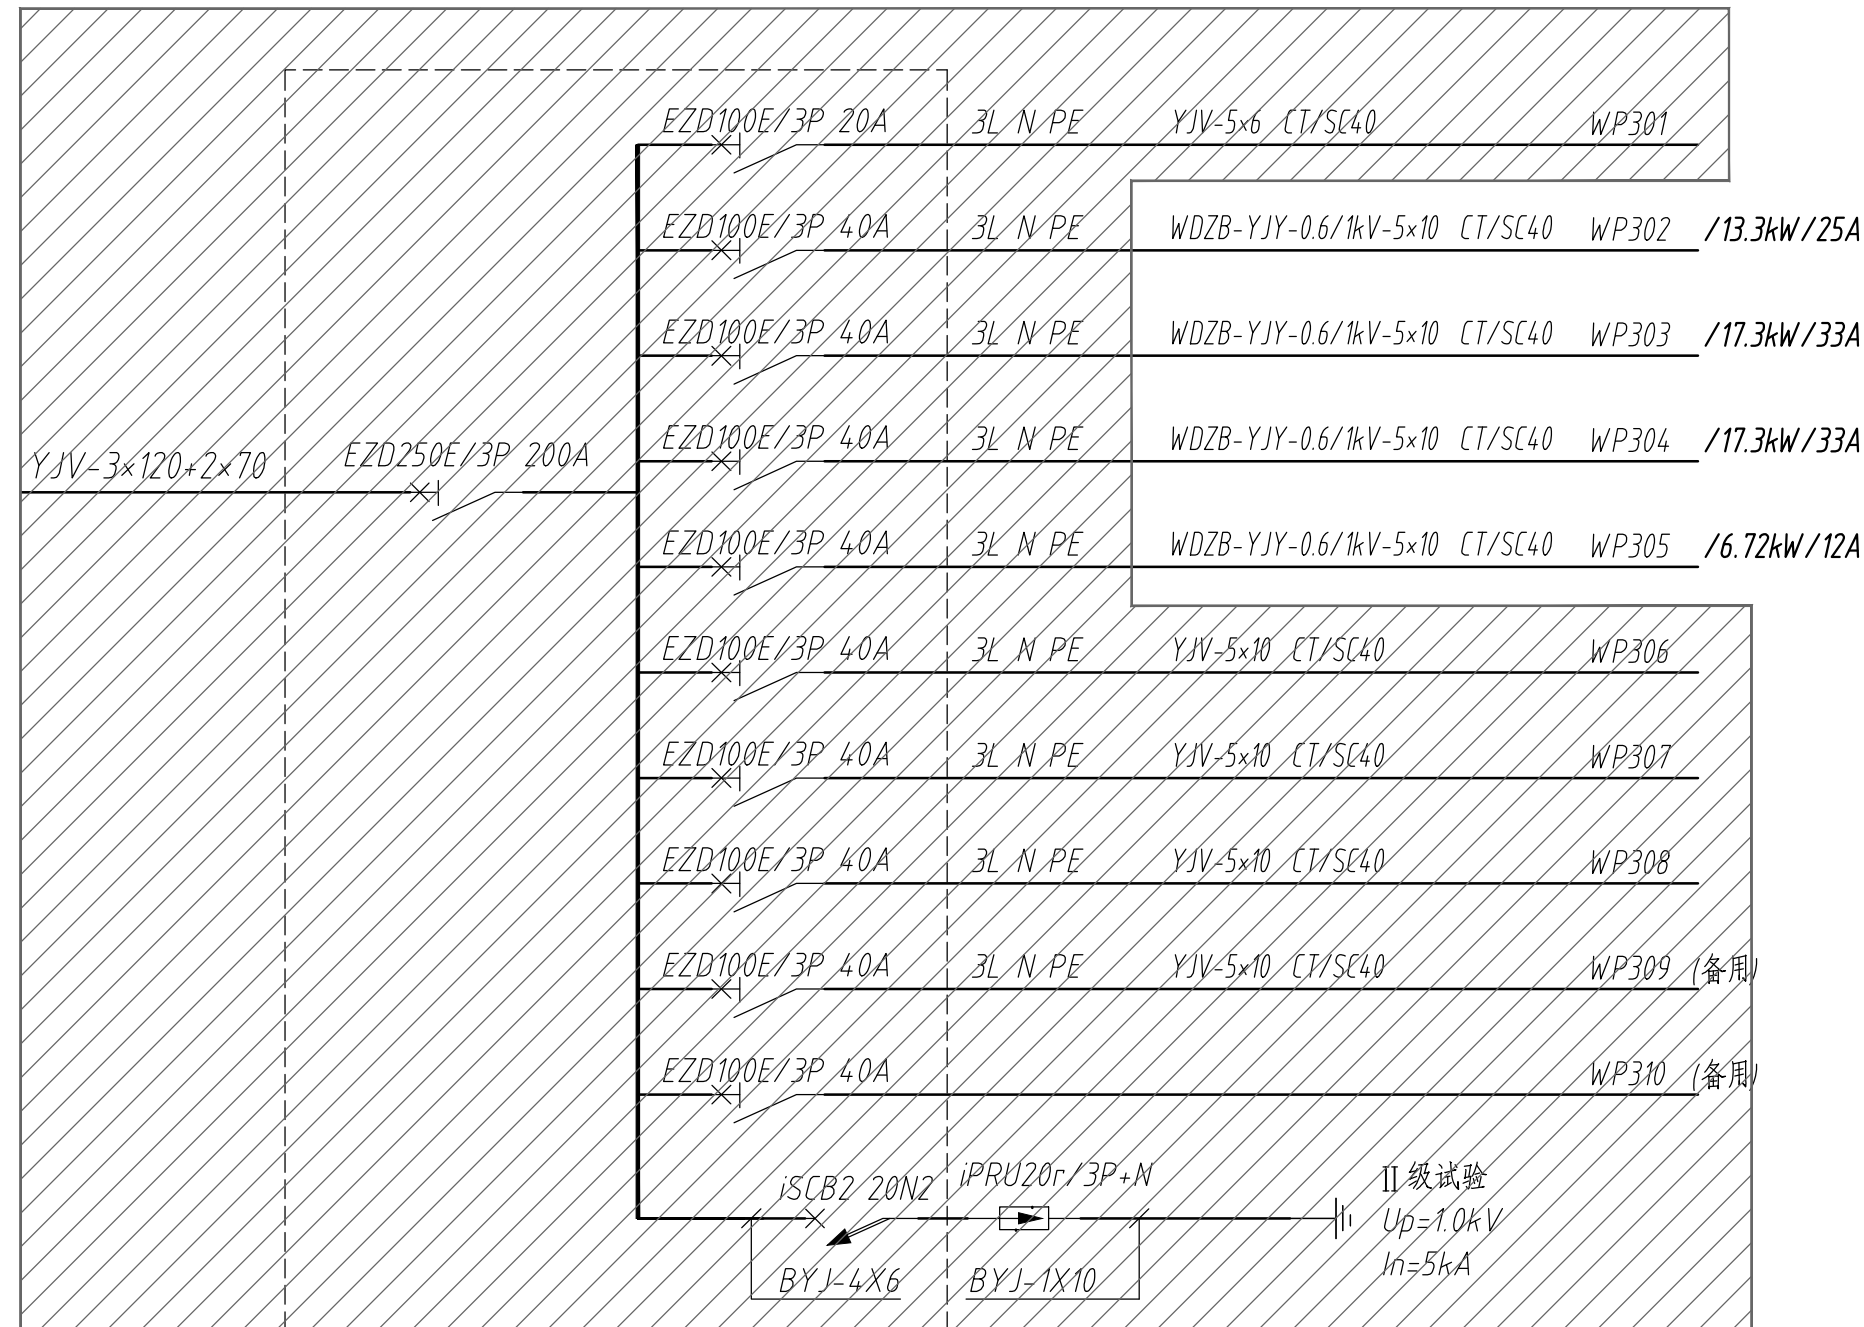 EZD100E/3P 20A 3L N PE YJV-5×6 CT/SC40 WP301
EZD100E/3P 40A 3L N PE WDZB-YJY-0.6/1kV-5×10 CT/SC40 WP302 /13.3kW/25A
EZD100E/3P 40A 3L N PE WDZB-YJY-0.6/1kV-5×10 CT/SC40 WP303 /17.3kW/33A
EZD100E/3P 40A 3L N PE WDZB-YJY-0.6/1kV-5×10 CT/SC40 WP304 /17.3kW/33A
YJV-3×120+2×70 EZD250E/3P 200A
EZD100E/3P 40A 3L N PE WDZB-YJY-0.6/1kV-5×10 CT/SC40 WP305 /6.72kW/12A
EZD100E/3P 40A 3L N PE YJV-5×10 CT/SC40 WP306
EZD100E/3P 40A 3L N PE YJV-5×10 CT/SC40 WP307
EZD100E/3P 40A 3L N PE YJV-5×10 CT/SC40 WP308
EZD100E/3P 40A 3L N PE YJV-5×10 CT/SC40 WP309 (备用)
EZD100E/3P 40A WP310 (备用)
iSCB2 20N2 iPRU20r/3P+N II级试验
Up=1.0kV
In=5kA
BYJ-4X6 BYJ-1X10